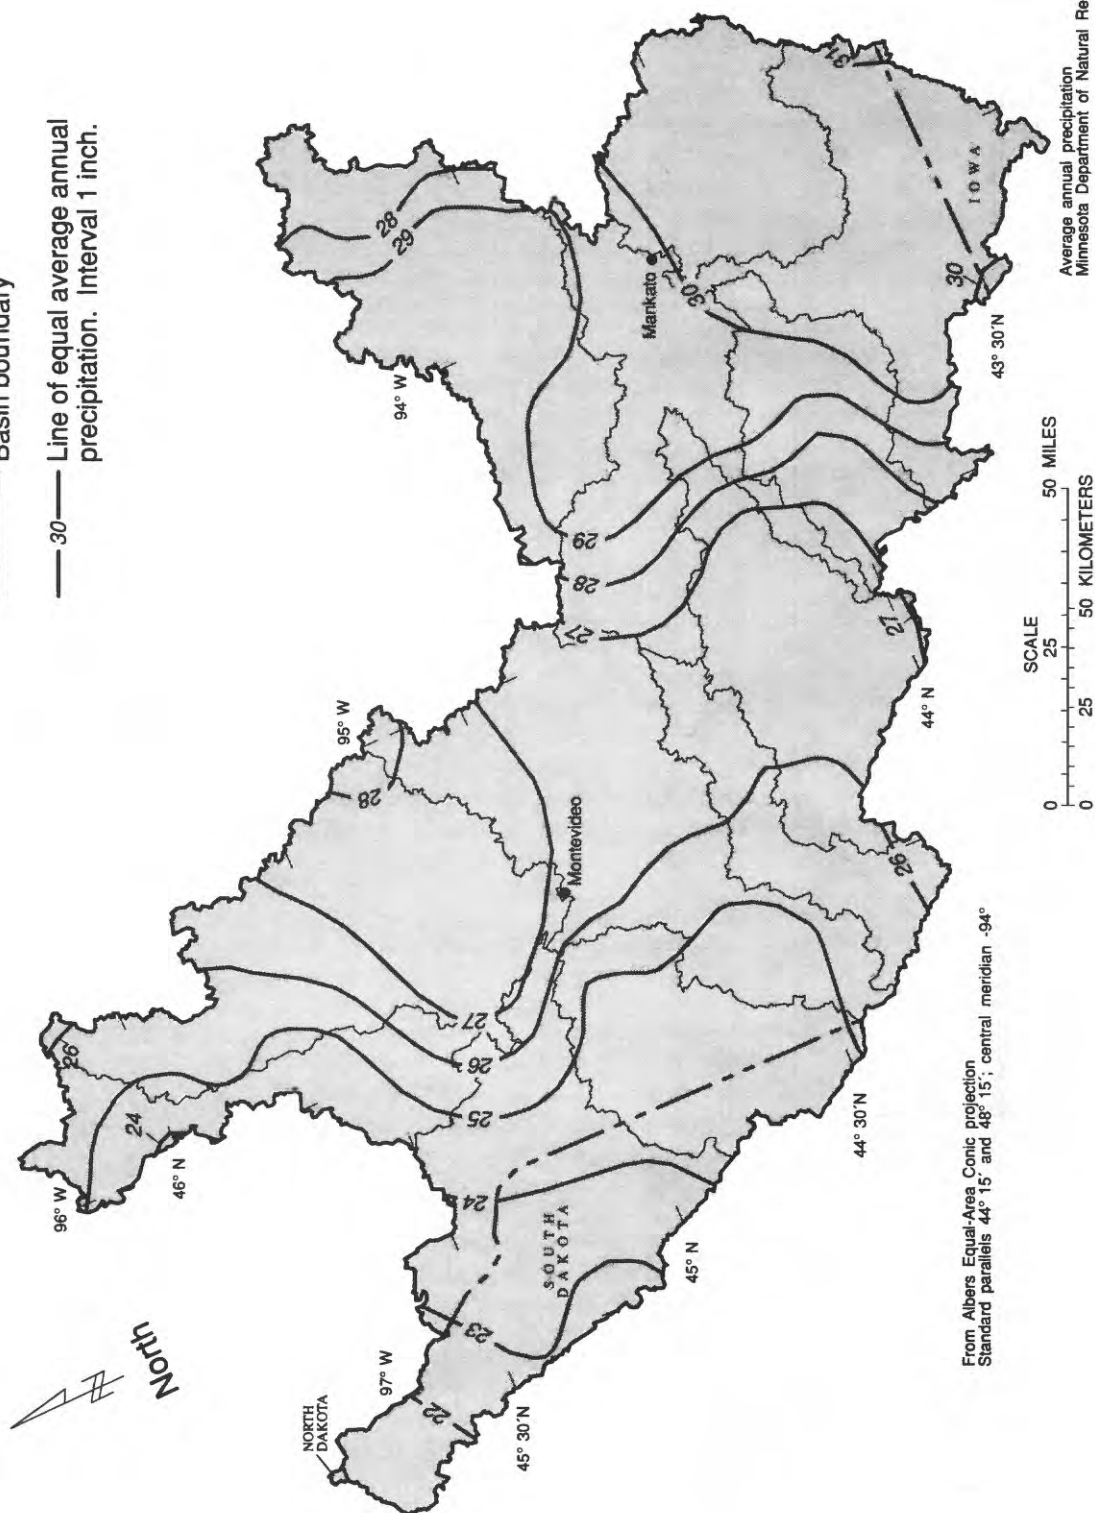 Basin boundary
30 Line of equal average annual
precipitation. Interval 1 inch.
North
NORTH
DAKOTA
SOUTH
DAKOTA
IOWA
Montevideo
Mankato
97° W
96° W
95° W
94° W
46° N
45° 30'N
45° N
44° 30'N
44° N
43° 30'N
22
23
24
24
25
26
26
26
27
27
27
28
28
28
29
29
30
30
31
SCALE
0 25 50 MILES
0 25 50 KILOMETERS
From Albers Equal-Area Conic projection
Standard parallels 44° 15' and 48° 15'; central meridian -94°
Average annual precipitation
Minnesota Department of Natural Re